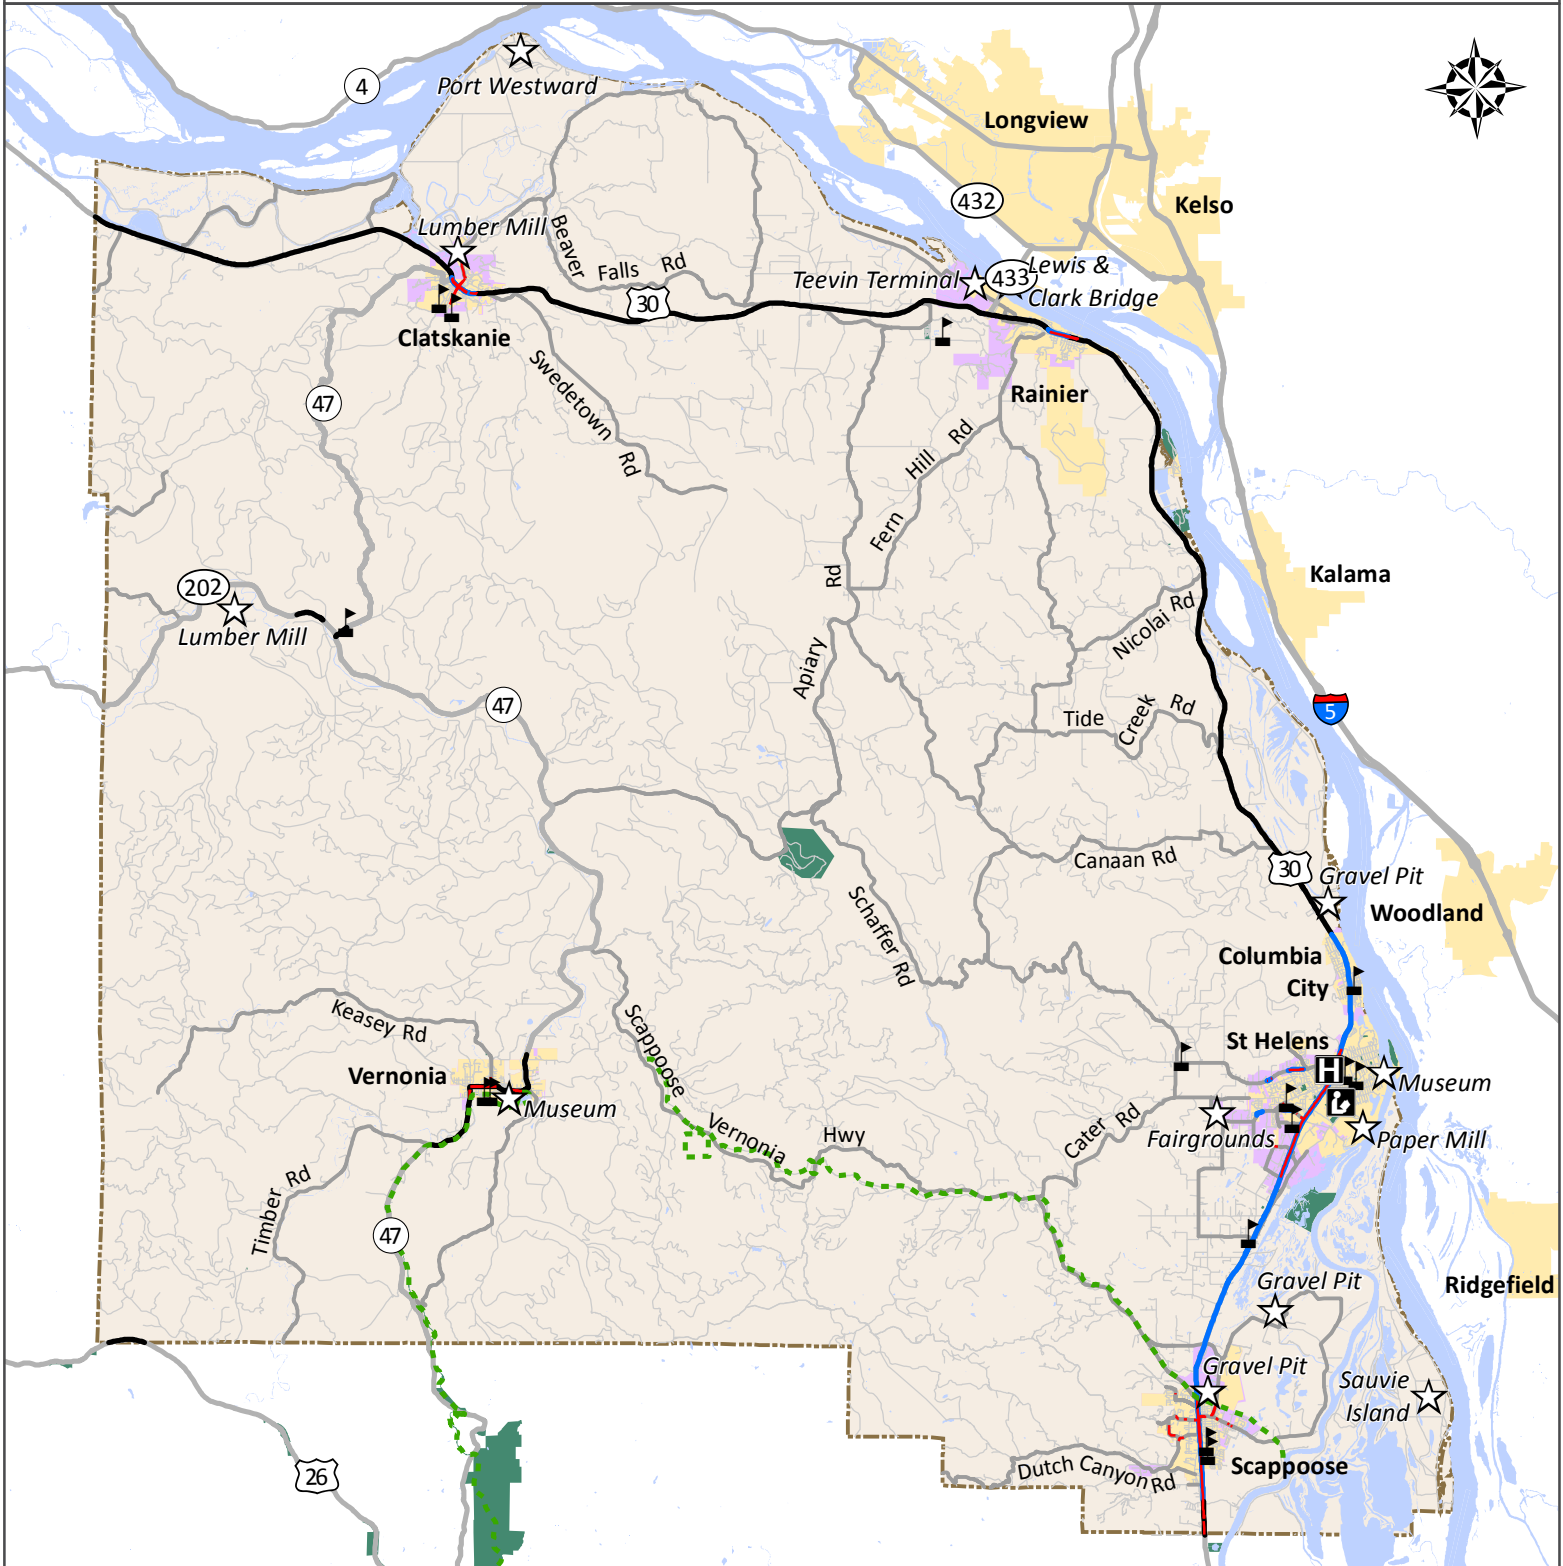 4
Port Westward
Longview
432
Kelso
Lumber Mill
Beaver
Falls Rd
30
Teevin Terminal
433
Lewis &
Clark Bridge
Clatskanie
Swedetown
Rd
47
Rainier
Fern
Hill
Rd
Kalama
Apiary
Rd
202
Lumber Mill
Nicolai Rd
47
Tide
Creek
Rd
5
Canaan Rd
30
Gravel Pit
Woodland
Schaffer Rd
Columbia
City
Keasey Rd
Scappoose
Vernonia
Hwy
St Helens
H
Vernonia
Museum
Museum
Cater
Rd
Fairgrounds
Paper Mill
Timber
Rd
47
Gravel Pit
Ridgefield
Gravel Pit
Sauvie
Island
26
Dutch Canyon Rd
Scappoose